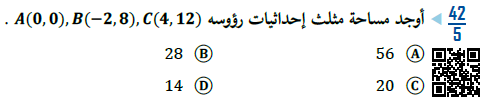 42/5 أوجد مساحة مثلث إحداثيات رؤوسه A(0, 0), B(−2, 8), C(4, 12) .
56 (A) 28 (B)
20 (C) 14 (D)